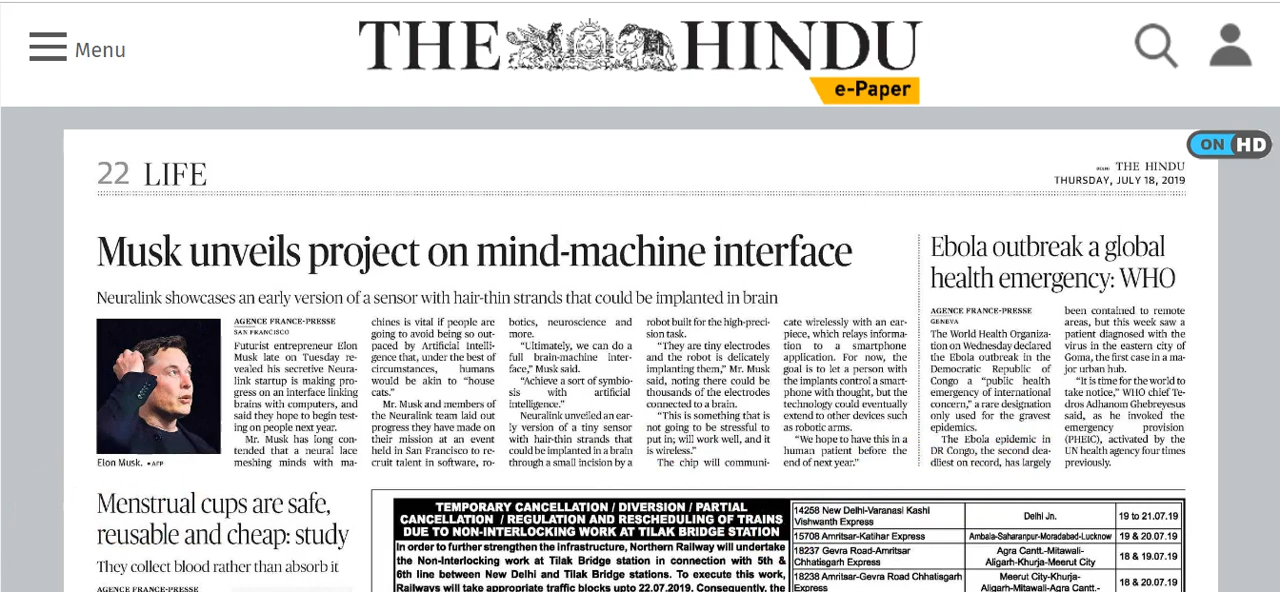 Menu
THE HINDU
e-Paper
ON HD
22 LIFE
THE HINDU
THURSDAY, JULY 18, 2019
Musk unveils project on mind-machine interface
Neuralink showcases an early version of a sensor with hair-thin strands that could be implanted in brain
Elon Musk. •AFP
AGENCE FRANCE-PRESSE
SAN FRANCISCO
Futurist entrepreneur Elon
Musk late on Tuesday re-
vealed his secretive Neura-
link startup is making pro-
gress on an interface linking
brains with computers, and
said they hope to begin test-
ing on people next year.
Mr. Musk has long con-
tended that a neural lace
meshing minds with ma-
chines is vital if people are
going to avoid being so out-
paced by Artificial Intelli-
gence that, under the best of
circumstances, humans
would be akin to “house
cats.”
Mr. Musk and members of
the Neuralink team laid out
progress they have made on
their mission at an event
held in San Francisco to re-
cruit talent in software, ro-
botics, neuroscience and
more.
“Ultimately, we can do a
full brain-machine inter-
face,” Musk said.
“Achieve a sort of symbio-
sis with artificial
intelligence.”
Neuralink unveiled an ear-
ly version of a tiny sensor
with hair-thin strands that
could be implanted in a brain
through a small incision by a
robot built for the high-preci-
sion task.
“They are tiny electrodes
and the robot is delicately
implanting them,” Mr. Musk
said, noting there could be
thousands of the electrodes
connected to a brain.
“This is something that is
not going to be stressful to
put in; will work well, and it
is wireless.”
The chip will communi-
cate wirelessly with an ear-
piece, which relays informa-
tion to a smartphone
application. For now, the
goal is to let a person with
the implants control a smart-
phone with thought, but the
technology could eventually
extend to other devices such
as robotic arms.
“We hope to have this in a
human patient before the
end of next year.”
Ebola outbreak a global
health emergency: WHO
AGENCE FRANCE-PRESSE
GENEVA
The World Health Organiza-
tion on Wednesday declared
the Ebola outbreak in the
Democratic Republic of
Congo a “public health
emergency of international
concern,” a rare designation
only used for the gravest
epidemics.
The Ebola epidemic in
DR Congo, the second dea-
dliest on record, has largely
been contained to remote
areas, but this week saw a
patient diagnosed with the
virus in the eastern city of
Goma, the first case in a ma-
jor urban hub.
“It is time for the world to
take notice,” WHO chief Te-
dros Adhanom Ghebreyesus
said, as he invoked the
emergency provision
(PHEIC), activated by the
UN health agency four times
previously.
Menstrual cups are safe,
reusable and cheap: study
They collect blood rather than absorb it
AGENCE FRANCE-PRESSE
TEMPORARY CANCELLATION / DIVERSION / PARTIAL
CANCELLATION / REGULATION AND RESCHEDULING OF TRAINS
DUE TO NON-INTERLOCKING WORK AT TILAK BRIDGE STATION
In order to further strengthen the infrastructure, Northern Railway will undertake
the Non-Interlocking work at Tilak Bridge station in connection with 5th &
6th line between New Delhi and Tilak Bridge stations. To execute this work,
Railways will take appropriate traffic blocks upto 22.07.2019. Consequently, the
14258 New Delhi-Varanasi Kashi
Vishwanth Express
Delhi Jn.
19 to 21.07.19
15708 Amritsar-Katihar Express
Ambala-Saharanpur-Moradabad-Lucknow
19 & 20.07.19
18237 Gevra Road-Amritsar
Chhatisgarh Express
Agra Cantt.-Mitawali-
Aligarh-Khurja-Meerut City
18 & 19.07.19
18238 Amritsar-Gevra Road Chhatisgarh
Express
Meerut City-Khurja-
Aligarh-Mitawali-Agra Cantt.-
18 & 20.07.19